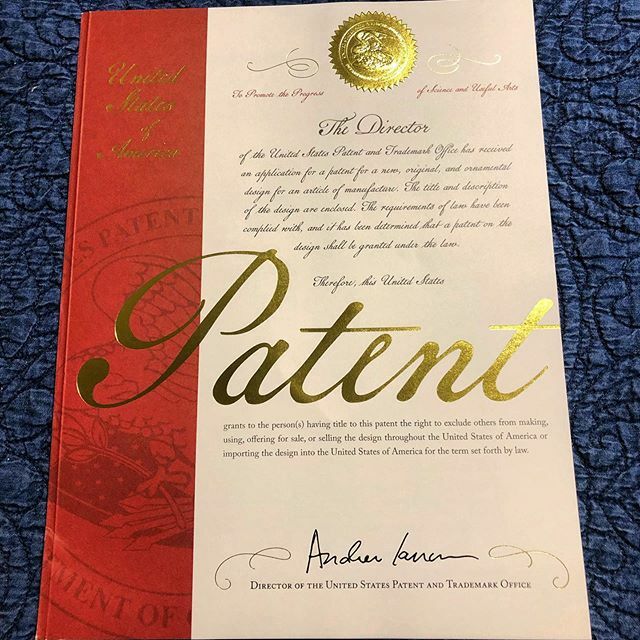 United
States
of
America
To Promote the Progress of Science and Useful Arts
The Director
of the United States Patent and Trademark Office has received
an application for a patent for a new, original, and ornamental
design for an article of manufacture. The title and description
of the design are enclosed. The requirements of law have been
complied with, and it has been determined that a patent on the
design shall be granted under the law.
Therefore, this United States
Patent
grants to the person(s) having title to this patent the right to exclude others from making,
using, offering for sale, or selling the design throughout the United States of America or
importing the design into the United States of America for the term set forth by law.
Director of the United States Patent and Trademark Office